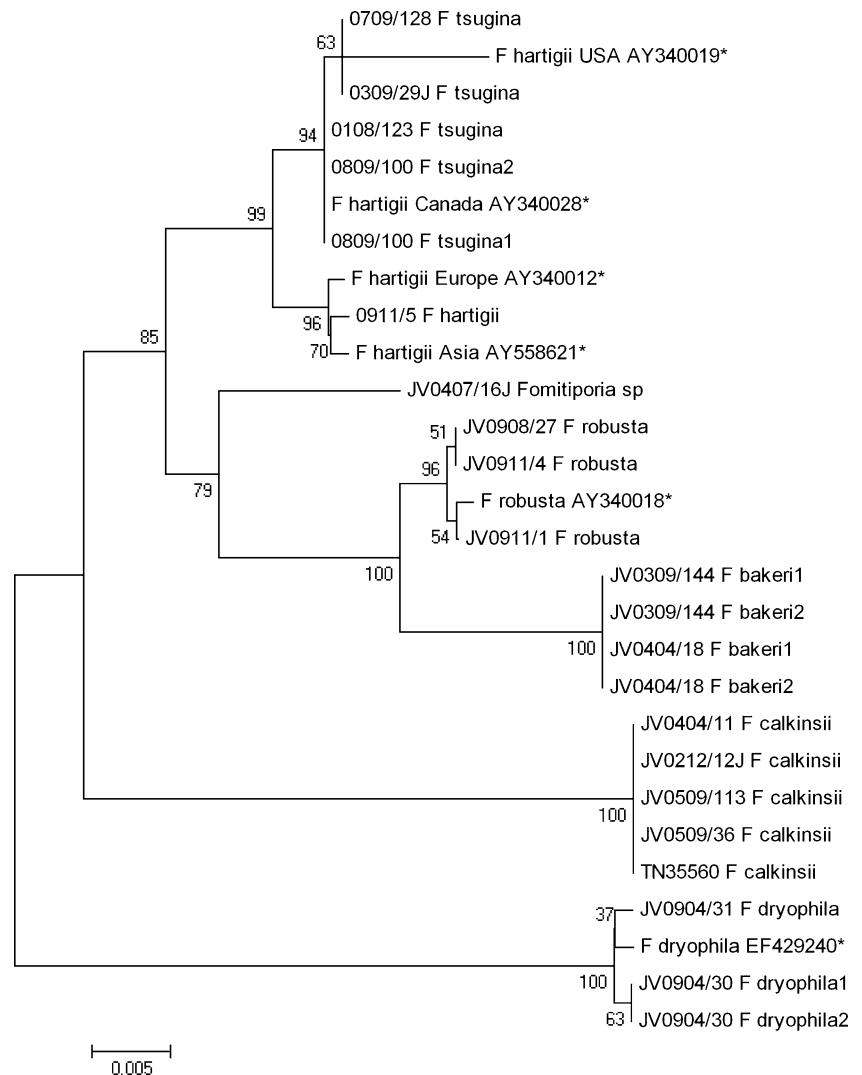 0709/128 F tsugina
63
F hartigii USA AY340019*
0309/29J F tsugina
94
0108/123 F tsugina
0809/100 F tsugina2
F hartigii Canada AY340028*
99
0809/100 F tsugina1
F hartigii Europe AY340012*
96
0911/5 F hartigii
85
70
F hartigii Asia AY558621*
JV0407/16J Fomitiporia sp
51
JV0908/27 F robusta
96
JV0911/4 F robusta
79
F robusta AY340018*
54
JV0911/1 F robusta
100
JV0309/144 F bakeri1
JV0309/144 F bakeri2
100
JV0404/18 F bakeri1
JV0404/18 F bakeri2
JV0404/11 F calkinsii
JV0212/12J F calkinsii
JV0509/113 F calkinsii
100
JV0509/36 F calkinsii
TN35560 F calkinsii
37
JV0904/31 F dryophila
F dryophila EF429240*
100
JV0904/30 F dryophila1
63
JV0904/30 F dryophila2
0.005